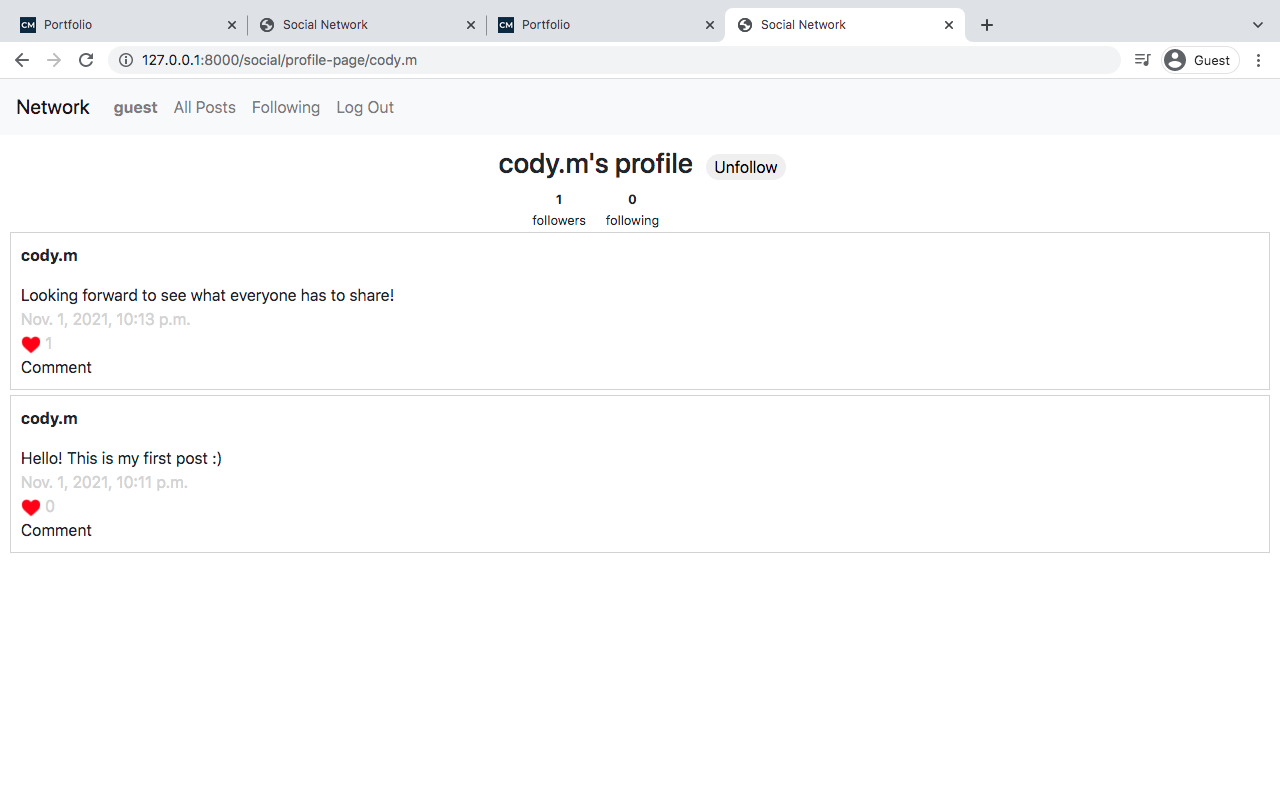 CM Portfolio Social Network CM Portfolio Social Network
127.0.0.1:8000/social/profile-page/cody.m Guest
Network guest All Posts Following Log Out
cody.m's profile Unfollow
1 0
followers following
cody.m
Looking forward to see what everyone has to share!
Nov. 1, 2021, 10:13 p.m.
1
Comment
cody.m
Hello! This is my first post :)
Nov. 1, 2021, 10:11 p.m.
0
Comment